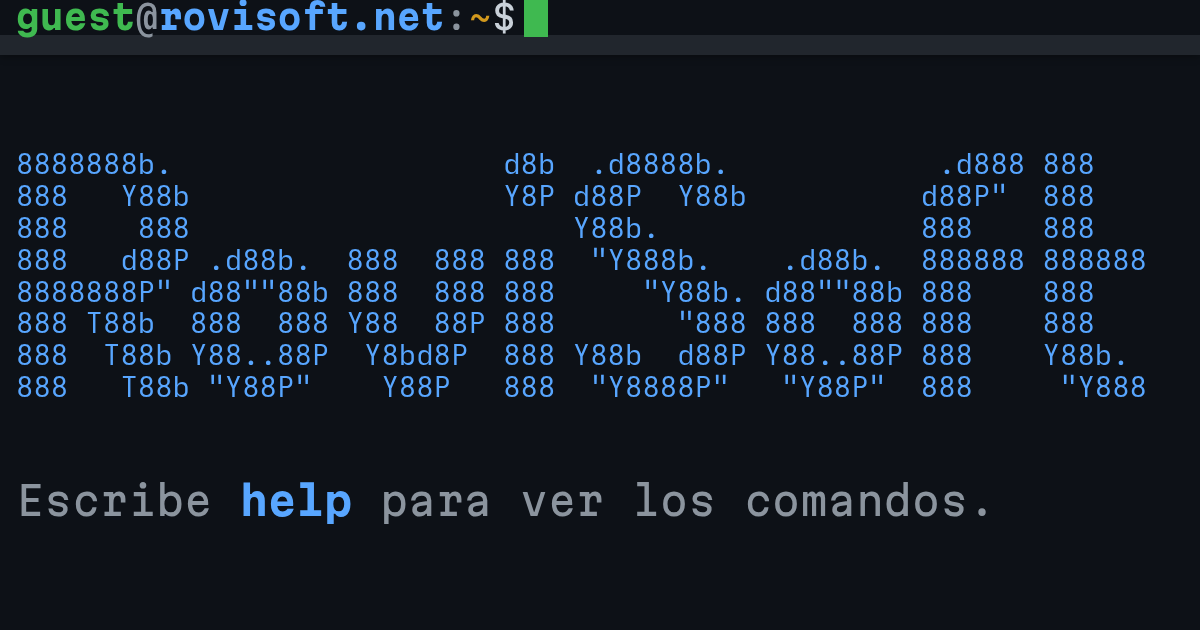 guest@rovisoft.net:~$
8888888b.                   d8b  .d8888b.             .d888 888
888   Y88b                  Y8P d88P  Y88b          d88P"  888
888    888                      Y88b.               888    888
888   d88P .d88b.  888  888 888  "Y888b.    .d88b.  888888 888888
8888888P" d88""88b 888  888 888     "Y88b. d88""88b 888    888
888 T88b  888  888 Y88  88P 888       "888 888  888 888    888
888  T88b Y88..88P  Y8bd8P  888 Y88b  d88P Y88..88P 888    Y88b.
888   T88b "Y88P"    Y88P   888  "Y8888P"   "Y88P"  888     "Y888
Escribe help para ver los comandos.